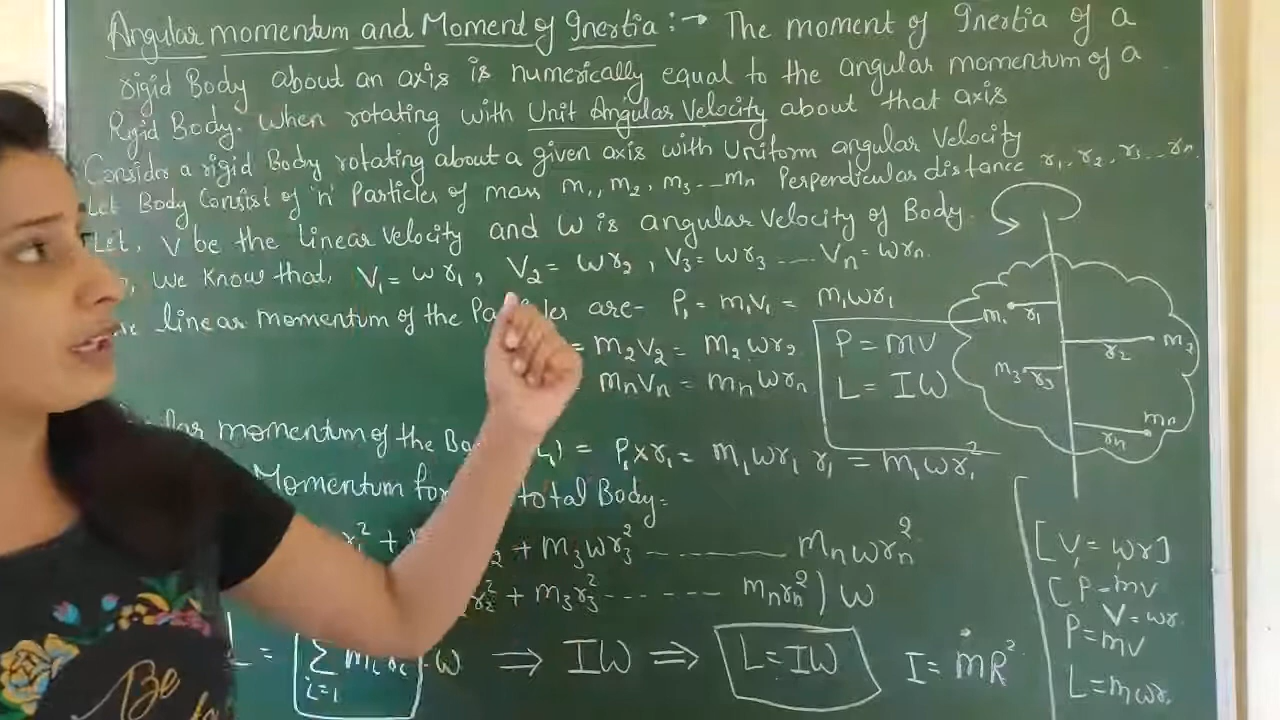 Angular momentum and Moment of Inertia :→ The moment of Inertia of a
rigid Body about an axis is numerically equal to the angular momentum of a
Rigid Body. when rotating with Unit Angular Velocity about that axis
Consider a rigid Body rotating about a given axis with Uniform angular Velocity
Let Body Consist of 'n' Particles of mass m₁, m₂, m₃---mₙ Perpendicular distance r₁, r₂, r₃...rₙ
Let, V be the linear Velocity and ω is angular Velocity of Body.
we know that, V₁ = ωr₁, V₂ = ωr₂, V₃ = ωr₃ .... Vₙ = ωrₙ.
linear momentum of the are- P₁ = m₁V₁ = m₁ωr₁
= m₂V₂ = m₂ωr₂
mₙVₙ = mₙωrₙ
P = mV
L = Iω
m₁ r₁
r₂ m₂
m₃ r₃
rₙ mₙ
momentum of the = P₁×r₁ = m₁ωr₁ r₁ = m₁ωr₁²
Momentum for total Body=
r₁² + + m₃ωr₃² ------ mₙωrₙ²
r₂² + m₃r₃² ------ mₙrₙ²) ω
= Σ i=1 · ω ⇒ Iω ⇒ L = Iω I = mR²
[V = ωr]
[P = mV
V = ωr
P = mV
L = mωr
Be